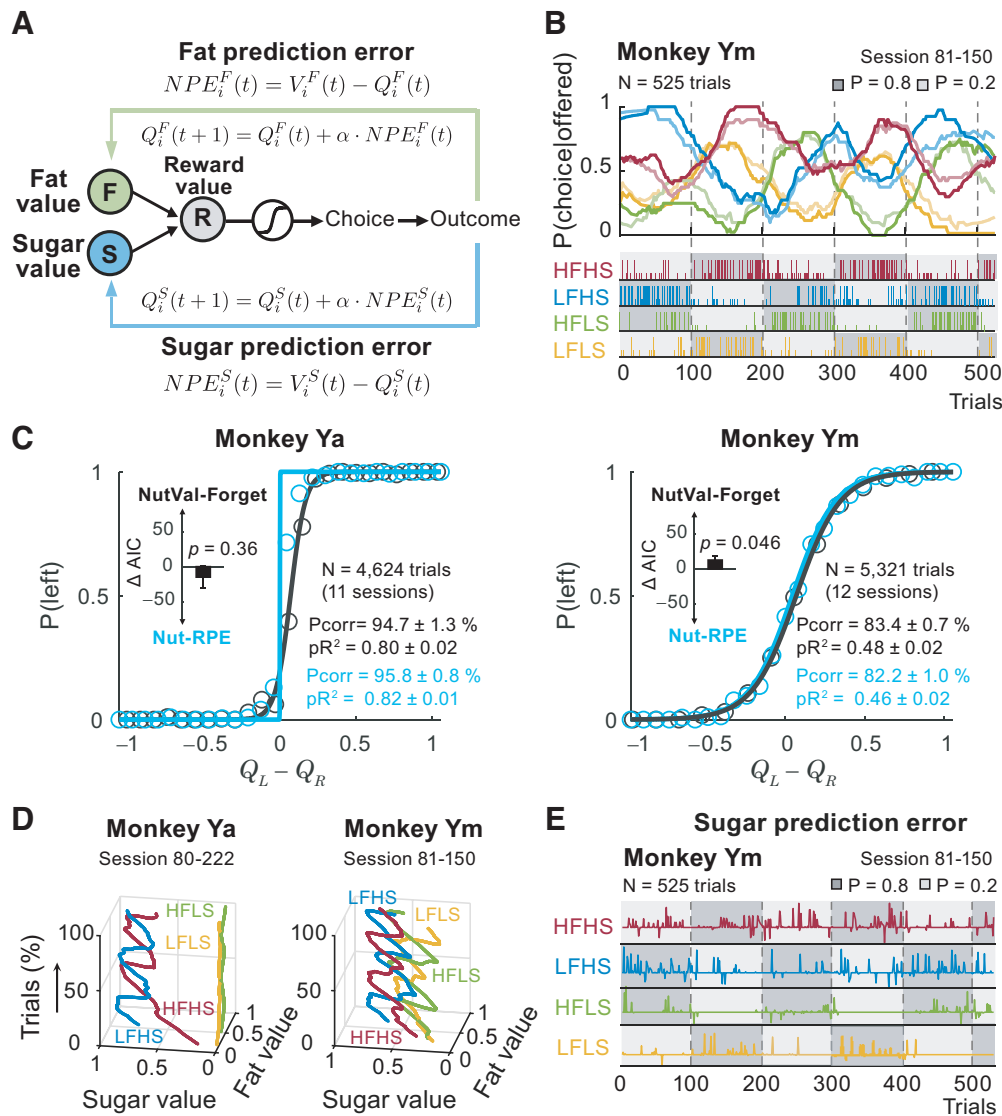 A
Fat prediction error
NPE_i^F(t) = V_i^F(t) − Q_i^F(t)
Q_i^F(t+1) = Q_i^F(t) + α · NPE_i^F(t)
Fat value
F
Reward value
R
Choice
Outcome
Sugar value
S
Q_i^S(t+1) = Q_i^S(t) + α · NPE_i^S(t)
Sugar prediction error
NPE_i^S(t) = V_i^S(t) − Q_i^S(t)
B
Monkey Ym
Session 81-150
N = 525 trials
P = 0.8 P = 0.2
P(choice|offered)
1
0.5
0
HFHS
LFHS
HFLS
LFLS
0 100 200 300 400 500
Trials
C
Monkey Ya
P(left)
1
0.5
0
NutVal-Forget
Δ AIC
50
0
−50
p = 0.36
Nut-RPE
N = 4,624 trials
(11 sessions)
Pcorr= 94.7 ± 1.3 %
pR² = 0.80 ± 0.02
Pcorr= 95.8 ± 0.8 %
pR² = 0.82 ± 0.01
−1 −0.5 0 0.5 1
Q_L − Q_R
Monkey Ym
P(left)
1
0.5
0
NutVal-Forget
Δ AIC
50
0
−50
p = 0.046
Nut-RPE
N = 5,321 trials
(12 sessions)
Pcorr= 83.4 ± 0.7 %
pR² = 0.48 ± 0.02
Pcorr = 82.2 ± 1.0 %
pR² = 0.46 ± 0.02
−1 −0.5 0 0.5 1
Q_L − Q_R
D
Monkey Ya
Session 80-222
Trials (%)
100
50
0
HFLS
LFLS
HFHS
LFHS
1 0.5 0
Sugar value
0 0.5 1
Fat value
Monkey Ym
Session 81-150
100
50
0
LFHS
LFLS
HFLS
HFHS
1 0.5 0
Sugar value
0 0.5 1
Fat value
E
Sugar prediction error
Monkey Ym
Session 81-150
N = 525 trials
P = 0.8 P = 0.2
HFHS
LFHS
HFLS
LFLS
0 100 200 300 400 500
Trials